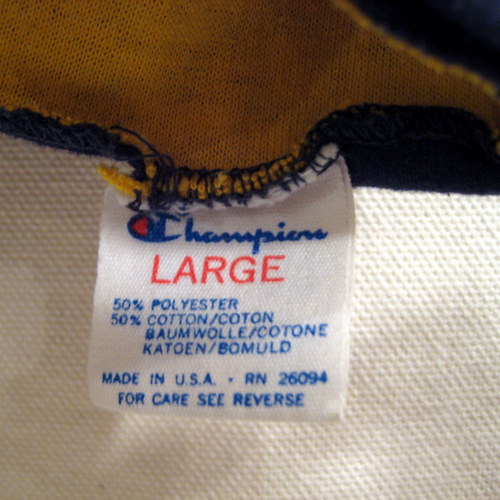 Champion
LARGE
50% POLYESTER
50% COTTON/COTON
BAUMWOLLE/COTONE
KATOEN/BOMULD
MADE IN U.S.A. · RN 26094
FOR CARE SEE REVERSE